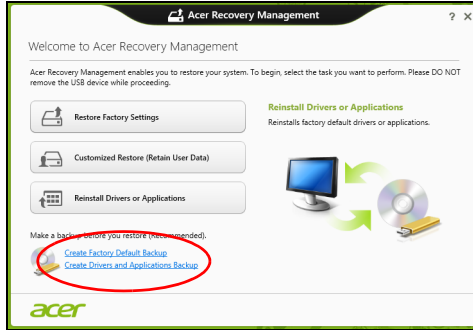 Acer Recovery Management
? X
Welcome to Acer Recovery Management
Acer Recovery Management enables you to restore your system. To begin, select the task you want to perform. Please DO NOT
remove the USB device while proceeding.
Restore Factory Settings
Customized Restore (Retain User Data)
Reinstall Drivers or Applications
Reinstall Drivers or Applications
Reinstalls factory default drivers or applications.
Make a backup before you restore (Recommended).
Create Factory Default Backup
Create Drivers and Applications Backup
acer